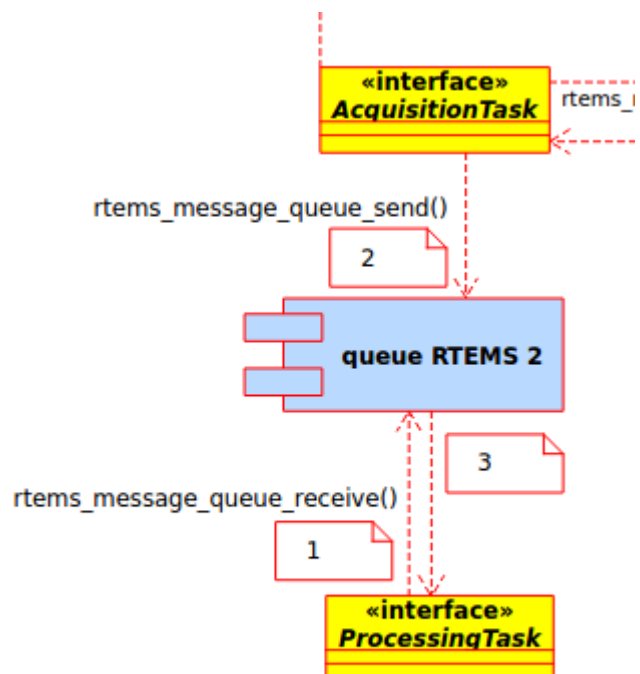 «interface»
AcquisitionTask
rtems_
rtems_message_queue_send()
2
queue RTEMS 2
3
rtems_message_queue_receive()
1
«interface»
ProcessingTask